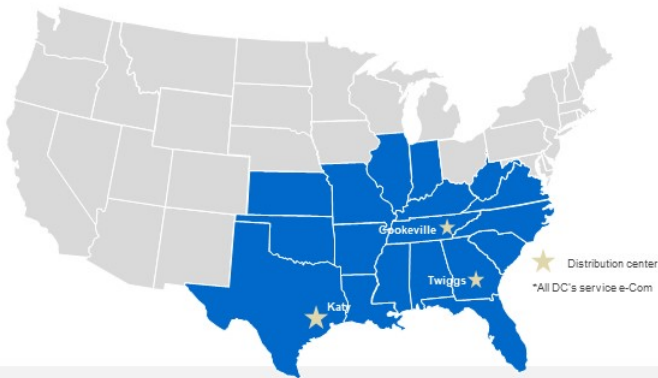 Cookeville
Distribution center
Twiggs
*All DC's service e-Com
Katy